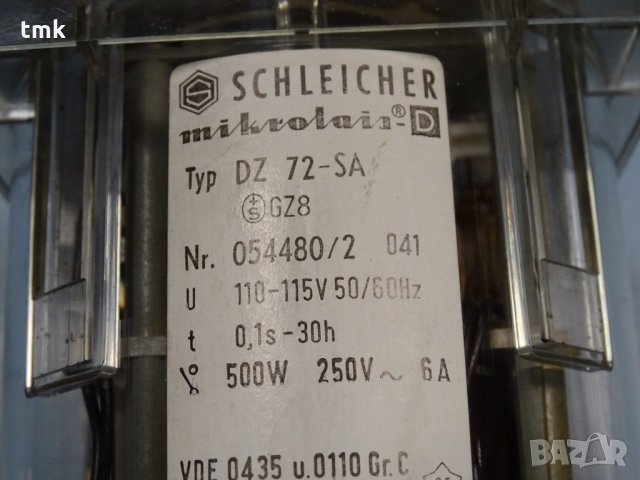 tmk
S SCHLEICHER
mikrolais®-D
Typ DZ 72-SA
S GZ8
Nr. 054480/2 041
U 110-115V 50/60Hz
t 0,1s-30h
500W 250V~ 6A
VDE 0435 u.0110 Gr.C
BAZAR
bg